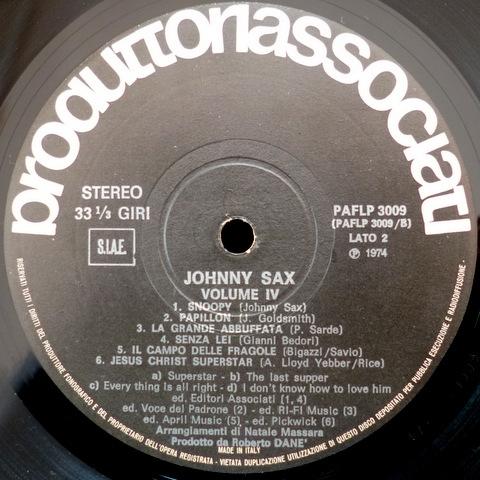 produttoriassociati
STEREO
33 1/3 GIRI
S.I.A.E.
PAFLP 3009
(PAFLP 3009/B)
LATO 2
℗ 1974
JOHNNY SAX
VOLUME IV
1. SNOOPY (Johnny Sax)
2. PAPILLON (J. Goldsmith)
3. LA GRANDE ABBUFFATA (P. Sarde)
4. SENZA LEI (Gianni Bedori)
5. IL CAMPO DELLE FRAGOLE (Bigazzi/Savio)
6. JESUS CHRIST SUPERSTAR (A. Lloyd Yebber/Rice)
a) Superstar - b) The last supper
c) Every thing is all right - d) I don't know how to love him
ed. Editori Associati (1, 4)
ed. Voce del Padrone (2) - ed. RI-FI Music (3)
ed. April Music (5) - ed. Pickwick (6)
Arrangiamenti di Natale Massara
Prodotto da Roberto DANE'
MADE IN ITALY
RISERVATI TUTTI I DIRITTI DEL PRODUTTORE FONOGRAFICO E DEL PROPRIETARIO DELL'OPERA REGISTRATA - VIETATA DUPLICAZIONE UTILIZZAZIONE DI QUESTO DISCO DEPOSITATO PER PUBBLICA ESECUZIONE E RADIODIFFUSIONE -